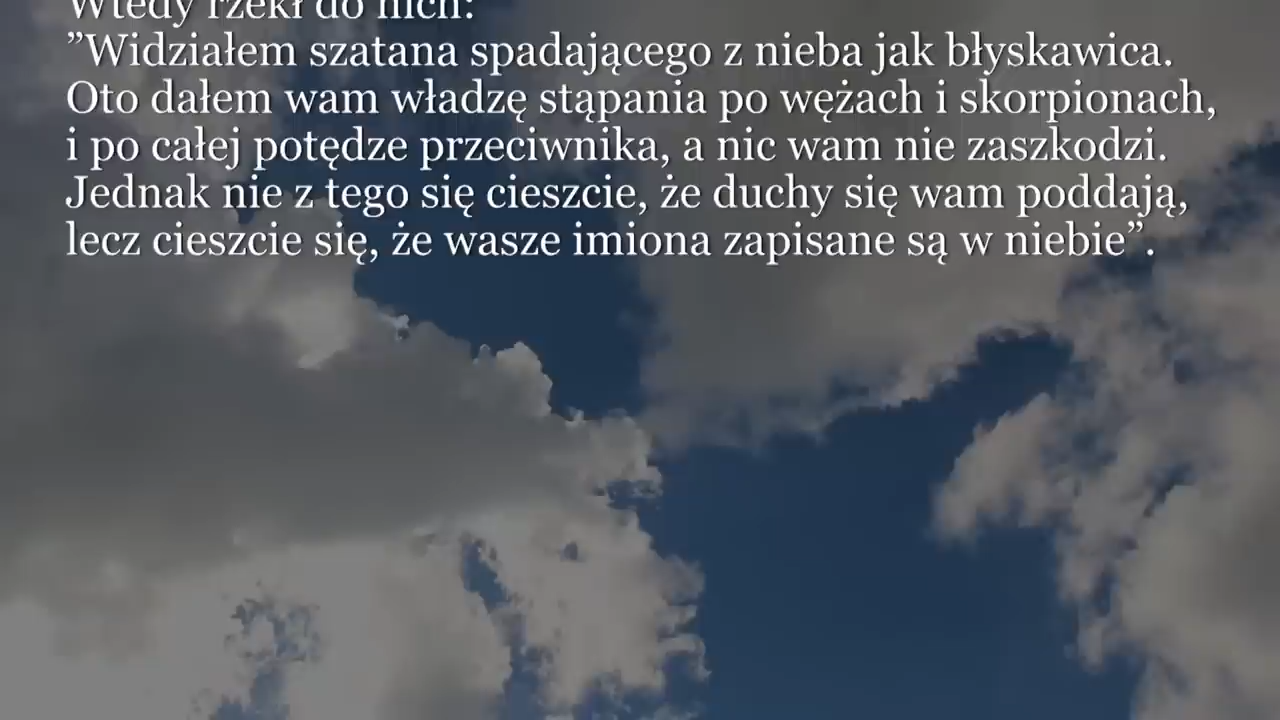 Wtedy rzekł do nich:
”Widziałem szatana spadającego z nieba jak błyskawica.
Oto dałem wam władzę stąpania po wężach i skorpionach,
i po całej potędze przeciwnika, a nic wam nie zaszkodzi.
Jednak nie z tego się cieszcie, że duchy się wam poddają,
lecz cieszcie się, że wasze imiona zapisane są w niebie”.